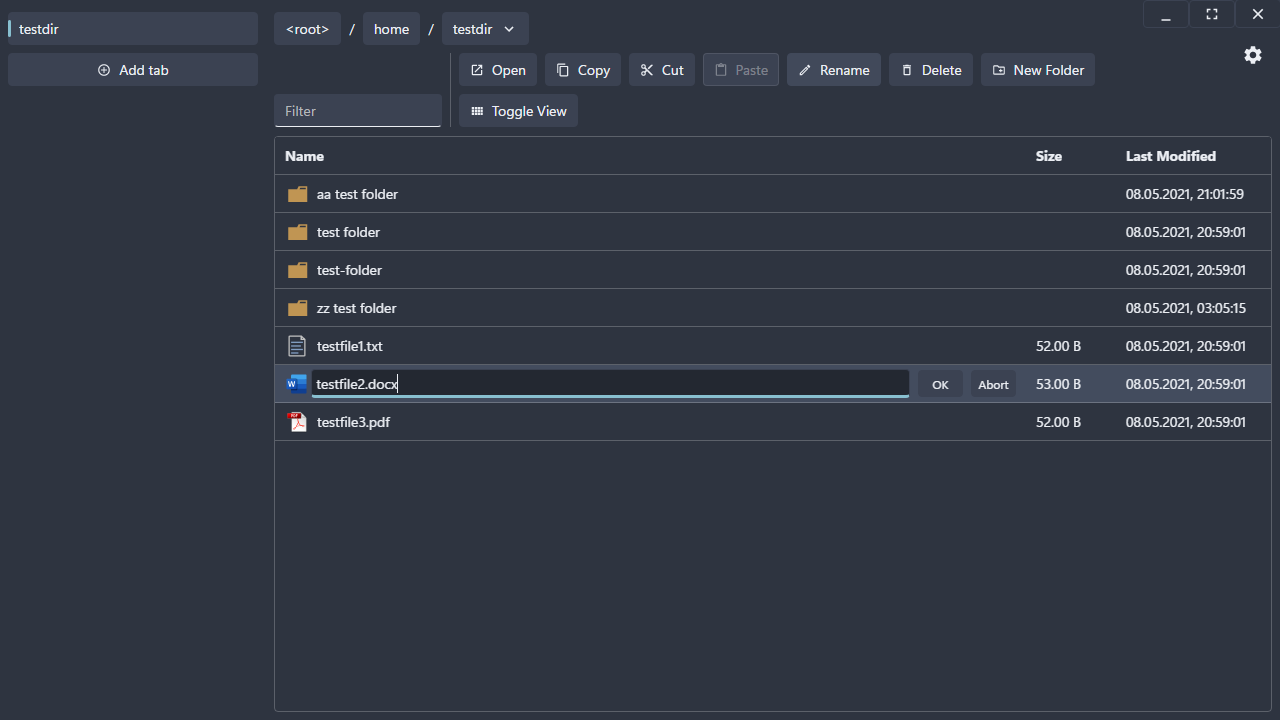 testdir
Add tab
<root> / home / testdir
Open Copy Cut Paste Rename Delete New Folder
Filter Toggle View
Name Size Last Modified
aa test folder 08.05.2021, 21:01:59
test folder 08.05.2021, 20:59:01
test-folder 08.05.2021, 20:59:01
zz test folder 08.05.2021, 03:05:15
testfile1.txt 52.00 B 08.05.2021, 20:59:01
testfile2.docx OK Abort 53.00 B 08.05.2021, 20:59:01
testfile3.pdf 52.00 B 08.05.2021, 20:59:01